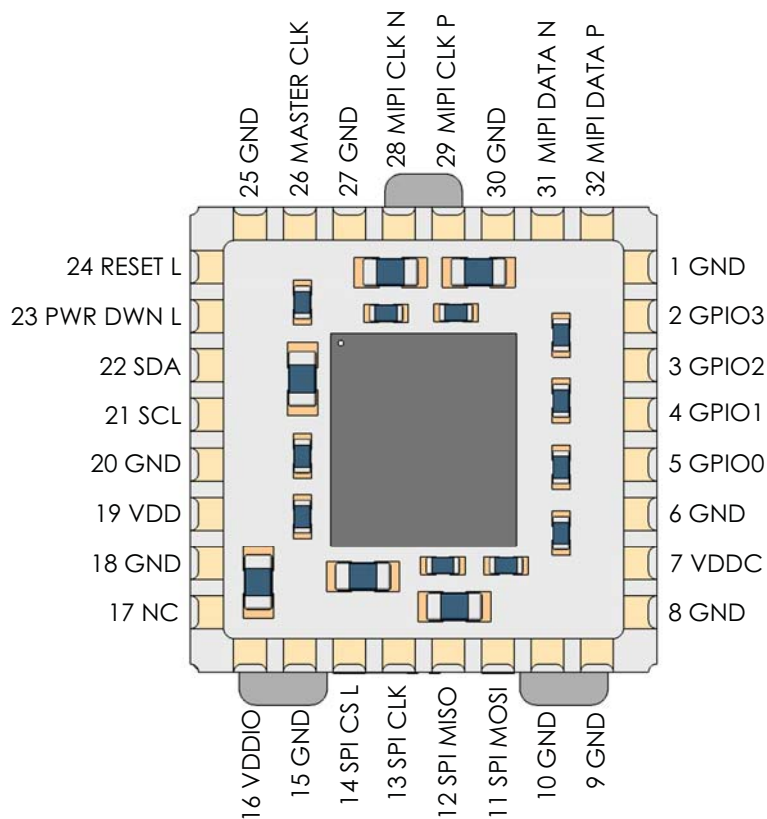 25 GND
26 MASTER CLK
27 GND
28 MIPI CLK N
29 MIPI CLK P
30 GND
31 MIPI DATA N
32 MIPI DATA P
24 RESET L
23 PWR DWN L
22 SDA
21 SCL
20 GND
19 VDD
18 GND
17 NC
1 GND
2 GPIO3
3 GPIO2
4 GPIO1
5 GPIO0
6 GND
7 VDDC
8 GND
16 VDDIO
15 GND
14 SPI CS L
13 SPI CLK
12 SPI MISO
11 SPI MOSI
10 GND
9 GND